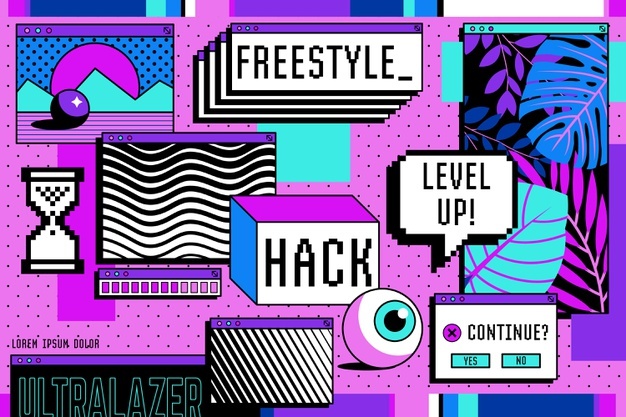 FREESTYLE_
LEVEL
UP!
HACK
CONTINUE?
YES NO
LOREM IPSUM DOLOR
ULTRALAZER